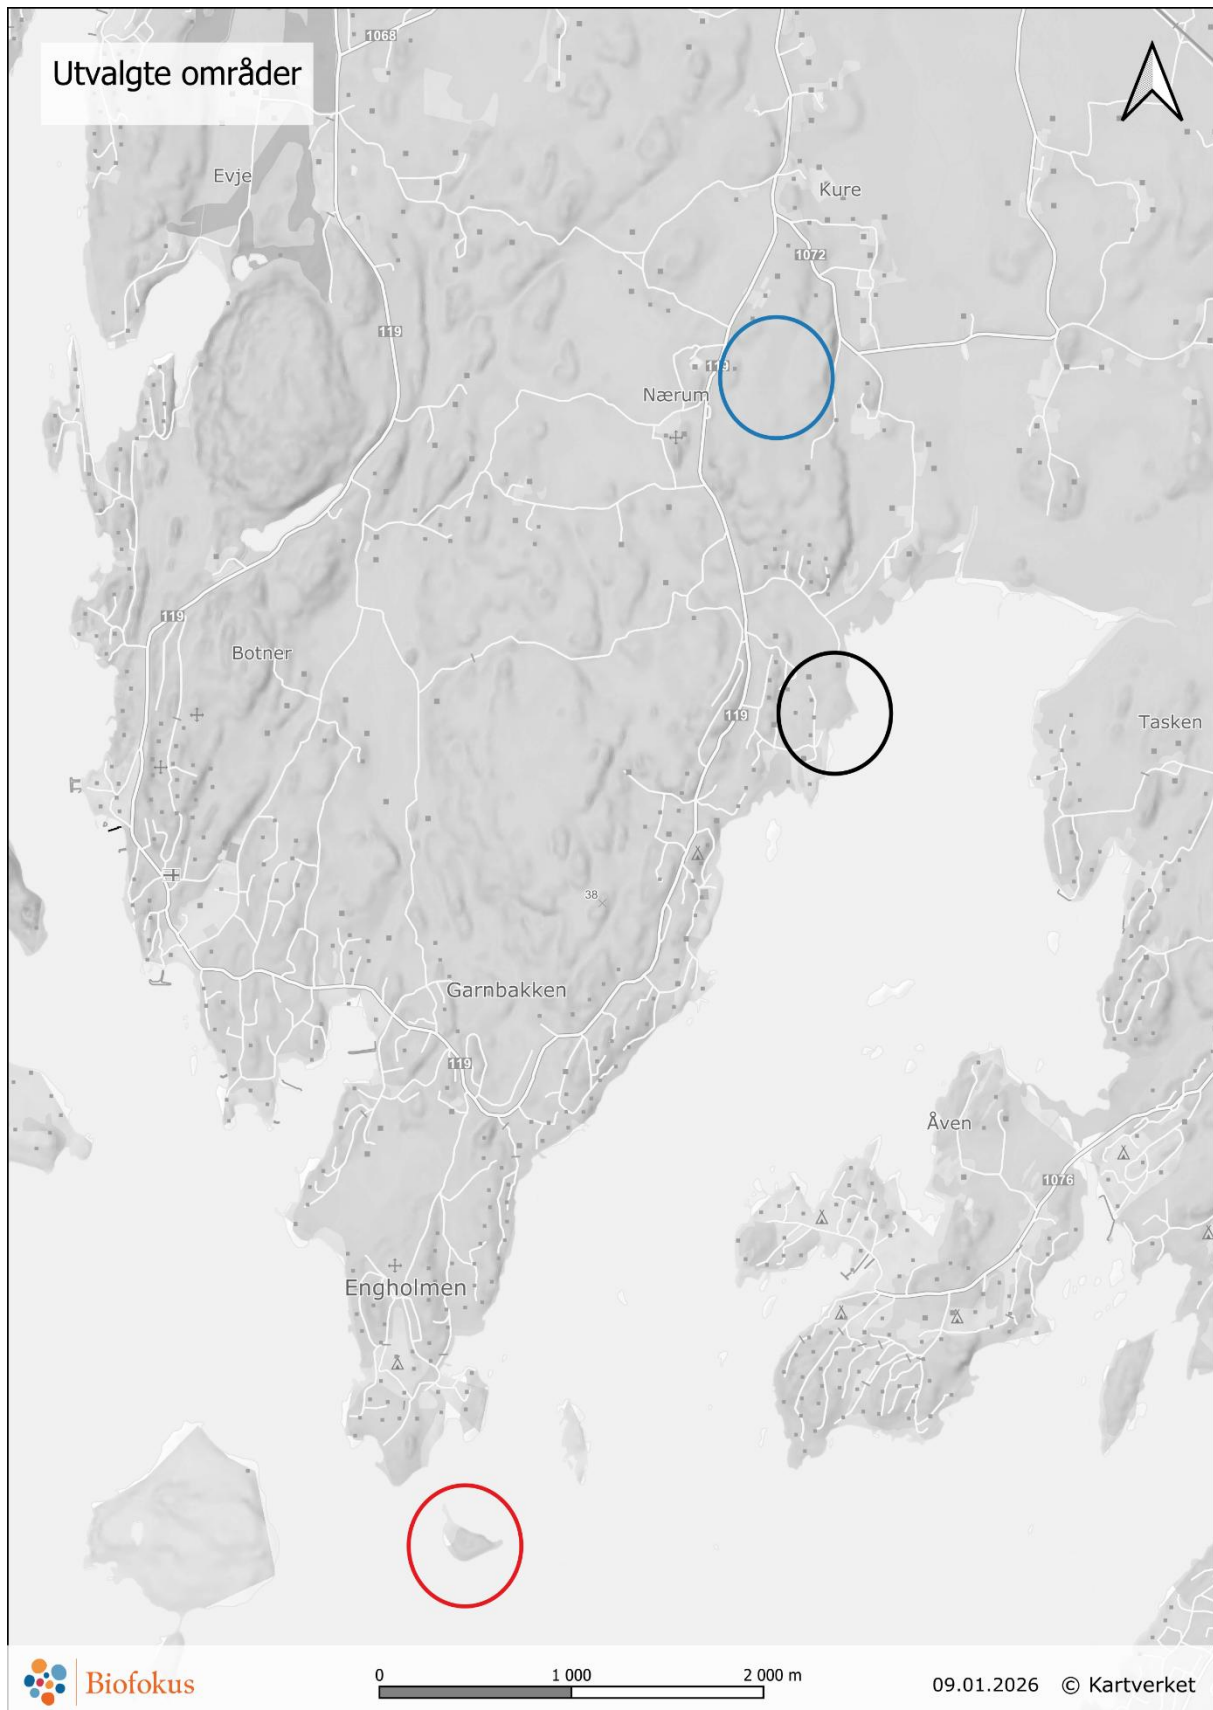 Utvalgte områder
1068
Evje
Kure
1072
119
119
Nærum
119
Botner
119
Tasken
38
Garnbakken
119
Åven
1076
Engholmen
Biofokus
0 1 000 2 000 m
09.01.2026 © Kartverket